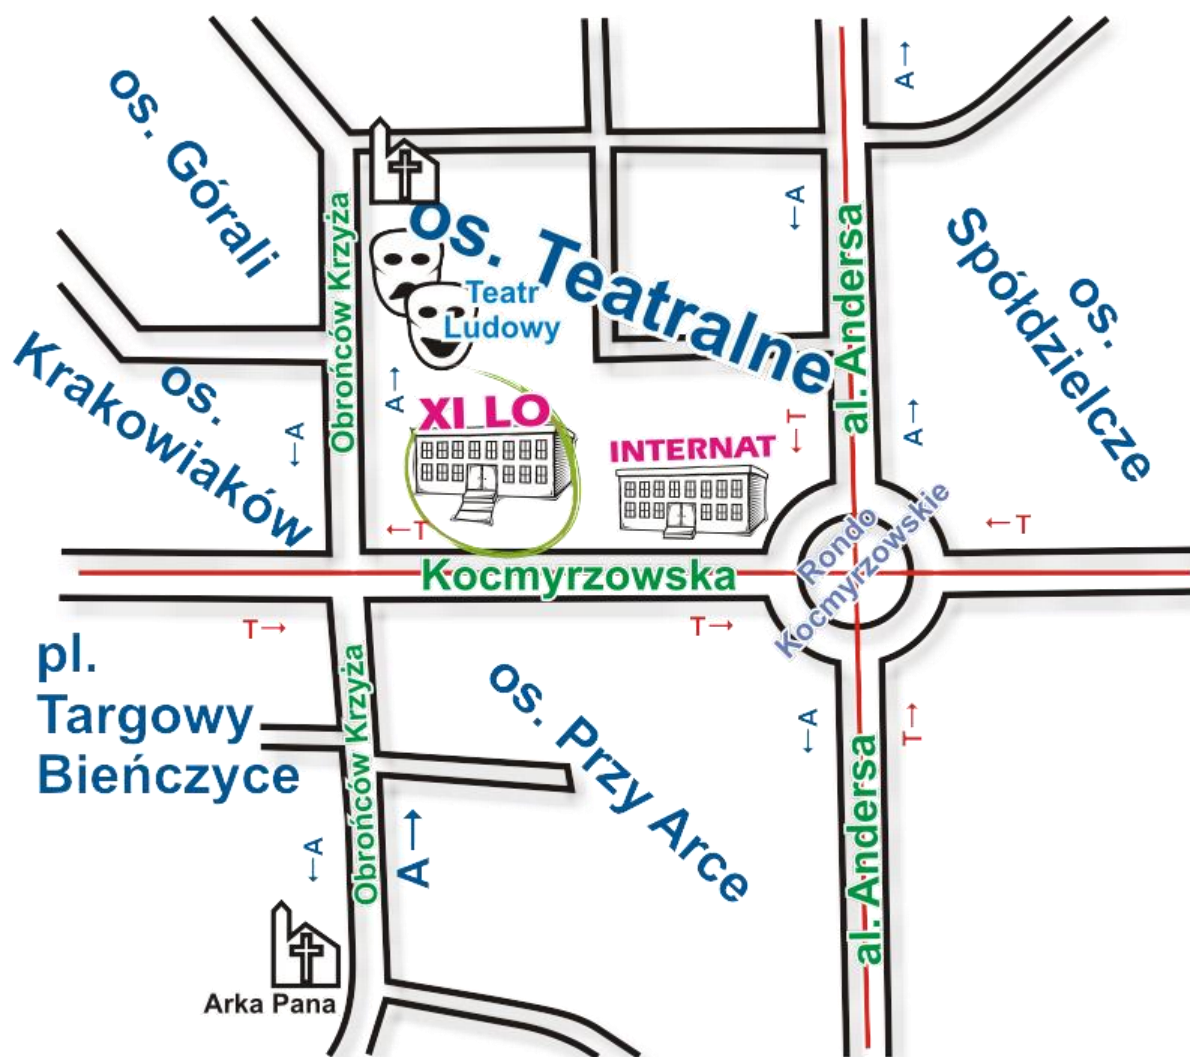 A→
os. Górali
←A
os. Teatralne
Obrońców Krzyża
al. Andersa
os.
Spółdzielcze
Teatr
Ludowy
os.
Krakowiaków
A→
XI LO
←T
A→
←A
INTERNAT
←T
Rondo
Kocmyrzowskie
←T
Kocmyrzowska
T→
T→
pl.
Targowy
Bieńczyce
Obrońców Krzyża
os. Przy Arce
←A
T→
al. Andersa
←A
A→
Arka Pana